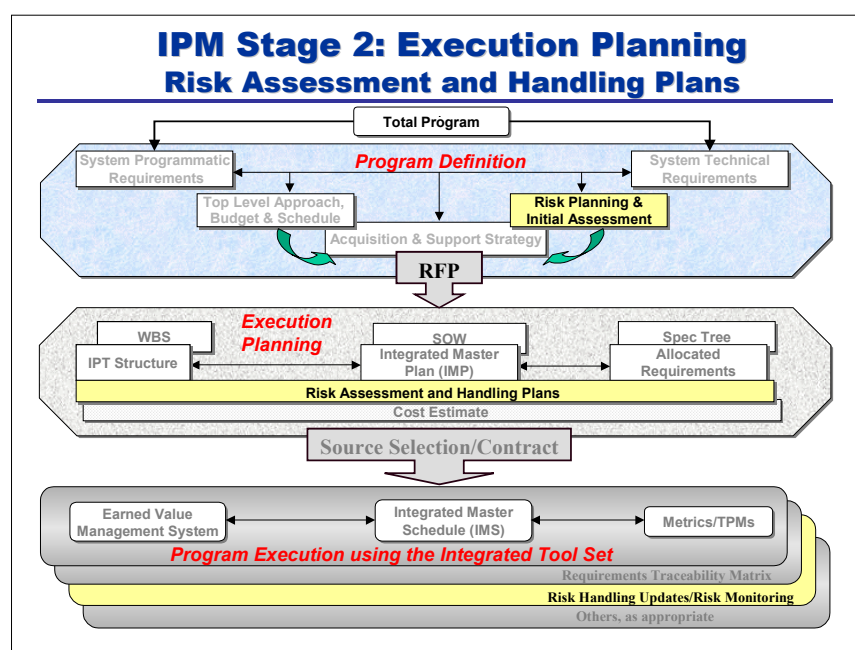 IPM Stage 2: Execution Planning
Risk Assessment and Handling Plans
Total Program
System Programmatic
Requirements
Program Definition
System Technical
Requirements
Top Level Approach,
Budget & Schedule
Risk Planning &
Initial Assessment
Acquisition & Support Strategy
RFP
WBS
Execution
Planning
SOW
Spec Tree
IPT Structure
Integrated Master
Plan (IMP)
Allocated
Requirements
Risk Assessment and Handling Plans
Cost Estimate
Source Selection/Contract
Earned Value
Management System
Integrated Master
Schedule (IMS)
Metrics/TPMs
Program Execution using the Integrated Tool Set
Requirements Traceability Matrix
Risk Handling Updates/Risk Monitoring
Others, as appropriate